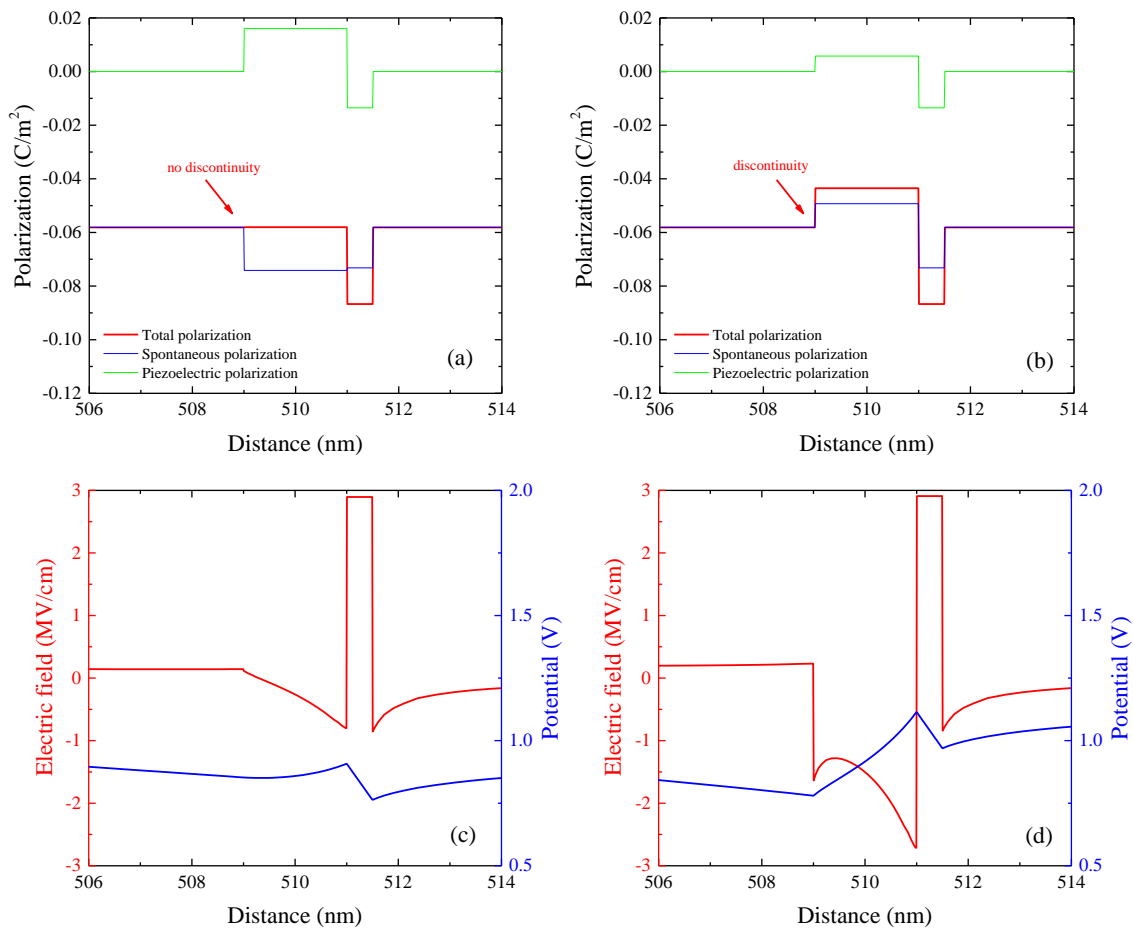 0.02
0.00
-0.02
-0.04
-0.06
-0.08
-0.10
-0.12
Polarization (C/m²)
no discontinuity
Total polarization
Spontaneous polarization
Piezoelectric polarization
(a)
506 508 510 512 514
Distance (nm)
0.02
0.00
-0.02
-0.04
-0.06
-0.08
-0.10
-0.12
Polarization (C/m²)
discontinuity
Total polarization
Spontaneous polarization
Piezoelectric polarization
(b)
506 508 510 512 514
Distance (nm)
3
2
1
0
-1
-2
-3
Electric field (MV/cm)
2.0
1.5
1.0
0.5
Potential (V)
(c)
506 508 510 512 514
Distance (nm)
3
2
1
0
-1
-2
-3
Electric field (MV/cm)
2.0
1.5
1.0
0.5
Potential (V)
(d)
506 508 510 512 514
Distance (nm)